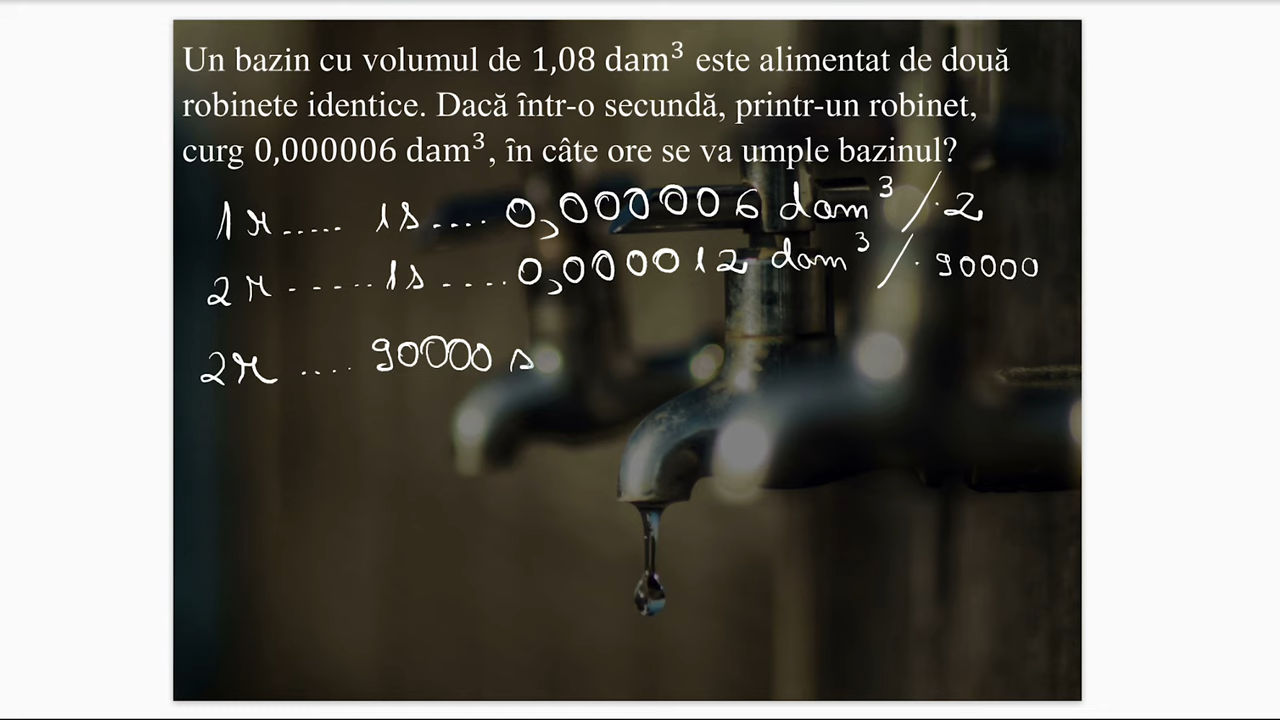 Un bazin cu volumul de 1,08 dam³ este alimentat de două
robinete identice. Dacă într-o secundă, printr-un robinet,
curg 0,000006 dam³, în câte ore se va umple bazinul?
1r..... 1s.... 0,000006 dam³ / ·2
2r ...... 1s ..... 0,000012 dam³ / · 90000
2r .... 90000 s